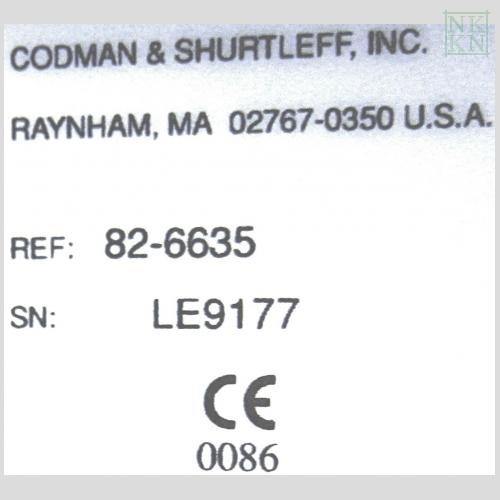 NK
KN
CODMAN & SHURTLEFF, INC.
RAYNHAM, MA 02767-0350 U.S.A.
REF: 82-6635
SN: LE9177
CE
0086